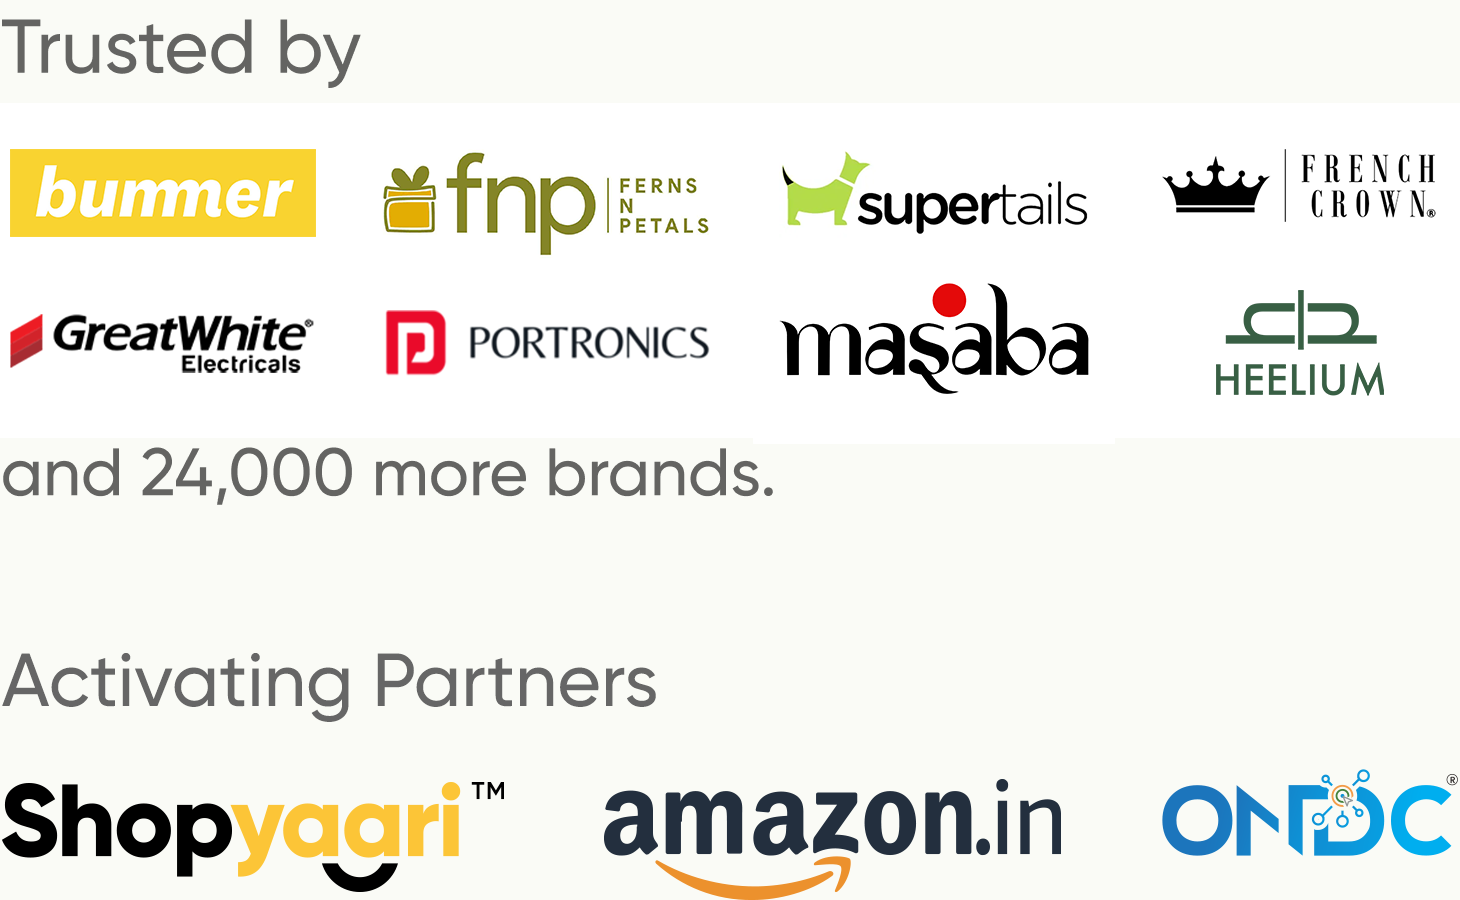 Trusted by
bummer
fnp FERNS N PETALS
supertails
FRENCH CROWN®
GreatWhite® Electricals
PORTRONICS
masaba
HEELIUM
and 24,000 more brands.
Activating Partners
Shopyaari™
amazon.in
ONDC®